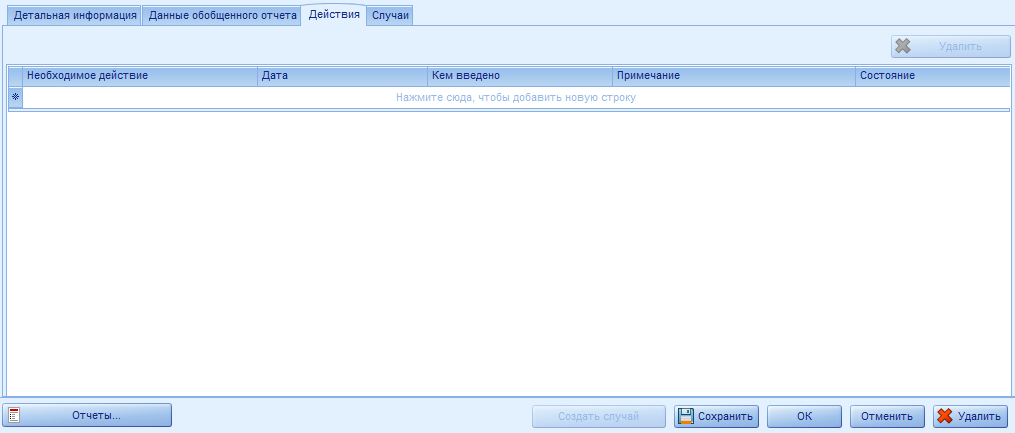 Детальная информация Данные обобщенного отчета Действия Случаи
Удалить
Необходимое действие Дата Кем введено Примечание Состояние
Нажмите сюда, чтобы добавить новую строку
Отчеты... Создать случай Сохранить ОК Отменить Удалить